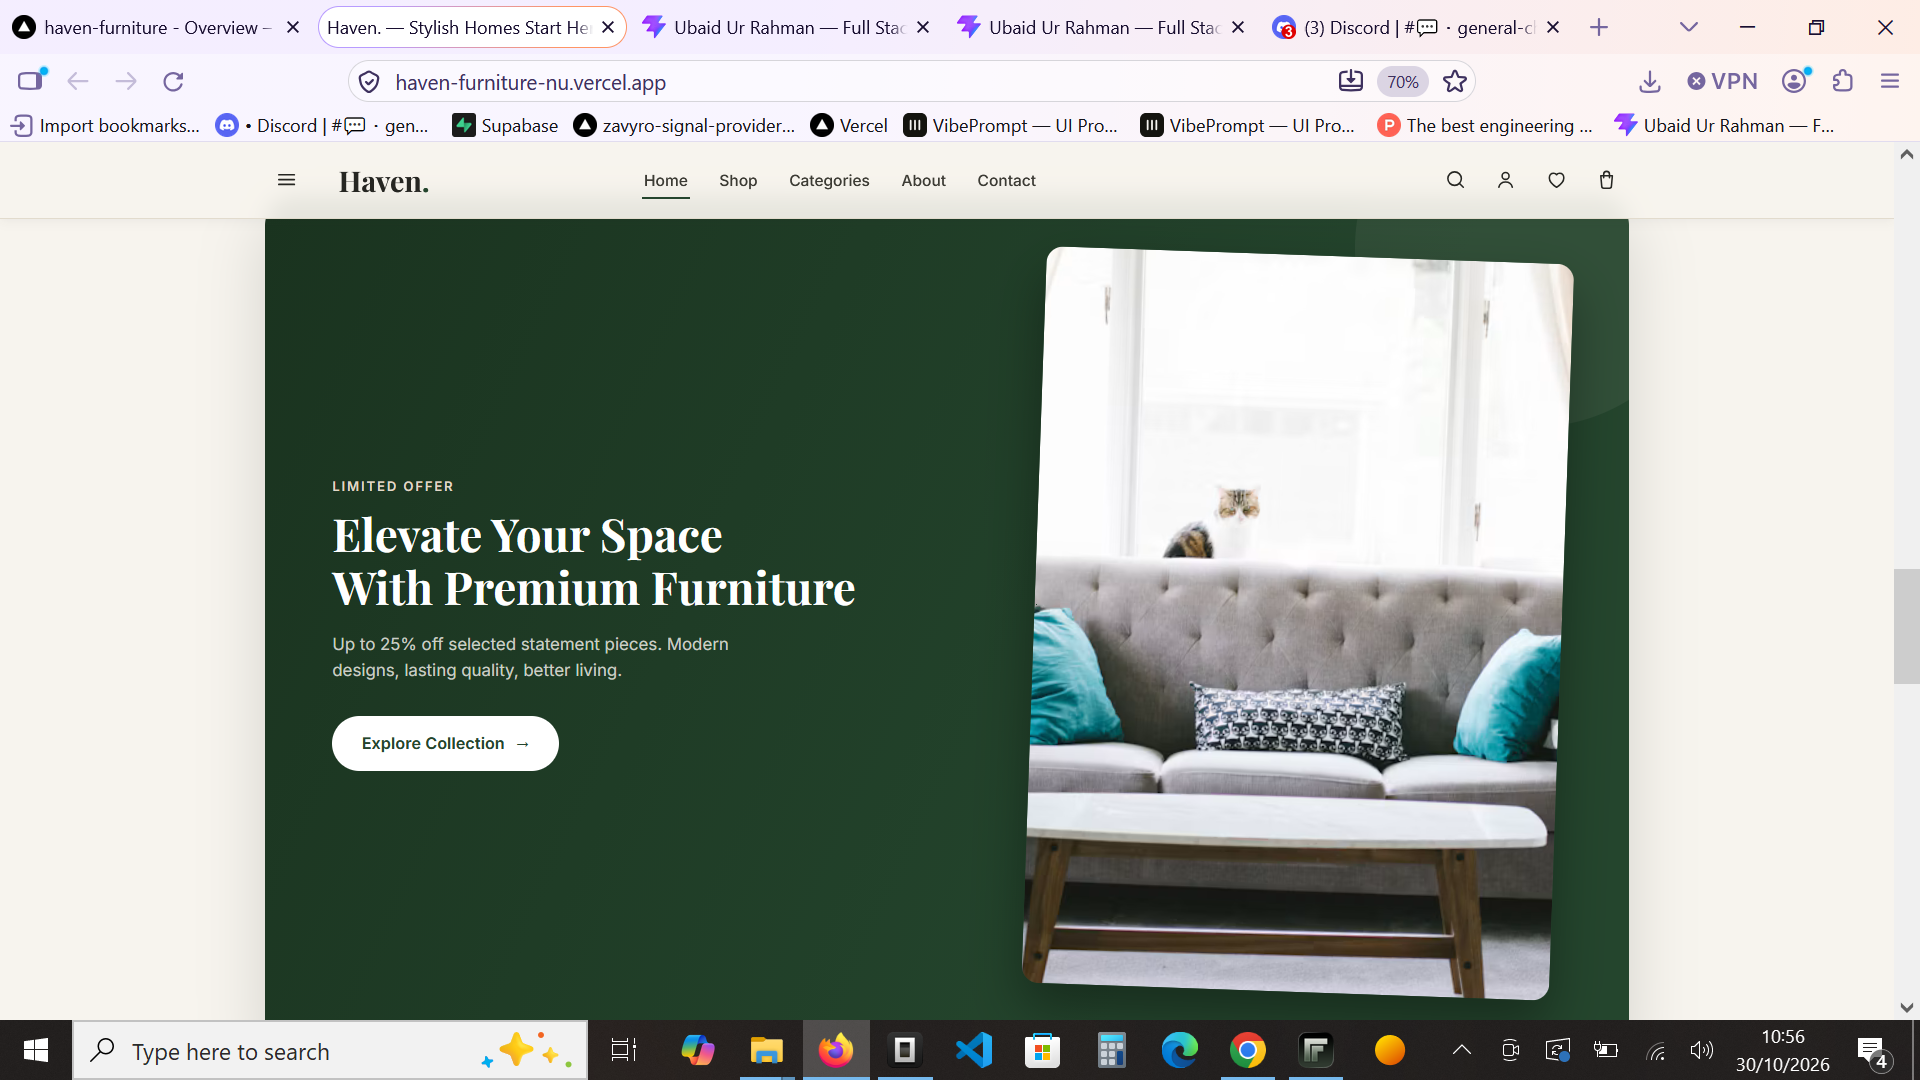 haven-furniture - Overview –
Haven. — Stylish Homes Start He
Ubaid Ur Rahman — Full Stac
Ubaid Ur Rahman — Full Stac
(3) Discord | #💬・general-c
haven-furniture-nu.vercel.app
70%
VPN
Import bookmarks...
• Discord | #💬・gen...
Supabase
zavyro-signal-provider...
Vercel
VibePrompt — UI Pro...
VibePrompt — UI Pro...
The best engineering ...
Ubaid Ur Rahman — F...
Haven.
Home
Shop
Categories
About
Contact
LIMITED OFFER
Elevate Your Space
With Premium Furniture
Up to 25% off selected statement pieces. Modern
designs, lasting quality, better living.
Explore Collection →
Type here to search
10:56
30/10/2026
4